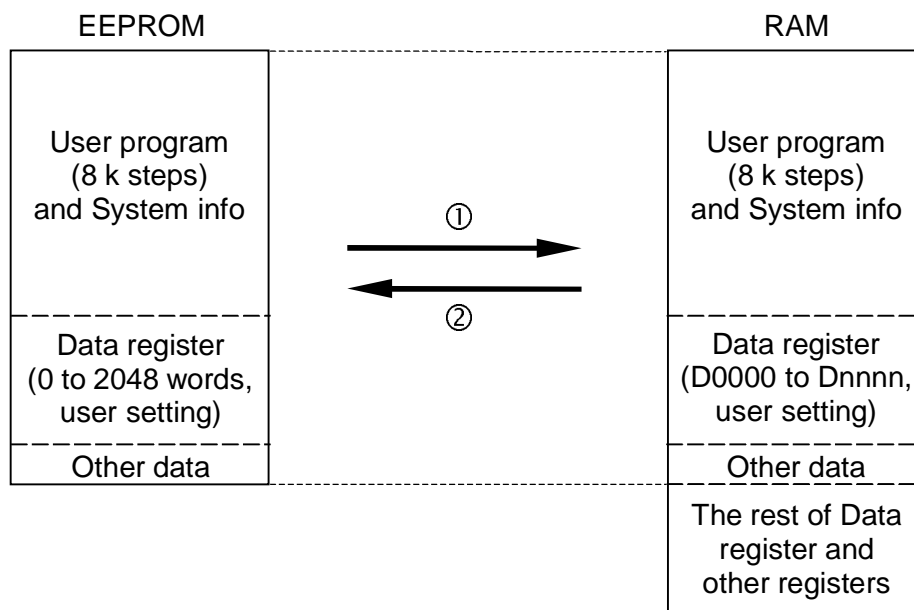 EEPROM
User program
(8 k steps)
and System info
Data register
(0 to 2048 words,
user setting)
Other data
①
②
RAM
User program
(8 k steps)
and System info
Data register
(D0000 to Dnnnn,
user setting)
Other data
The rest of Data
register and
other registers